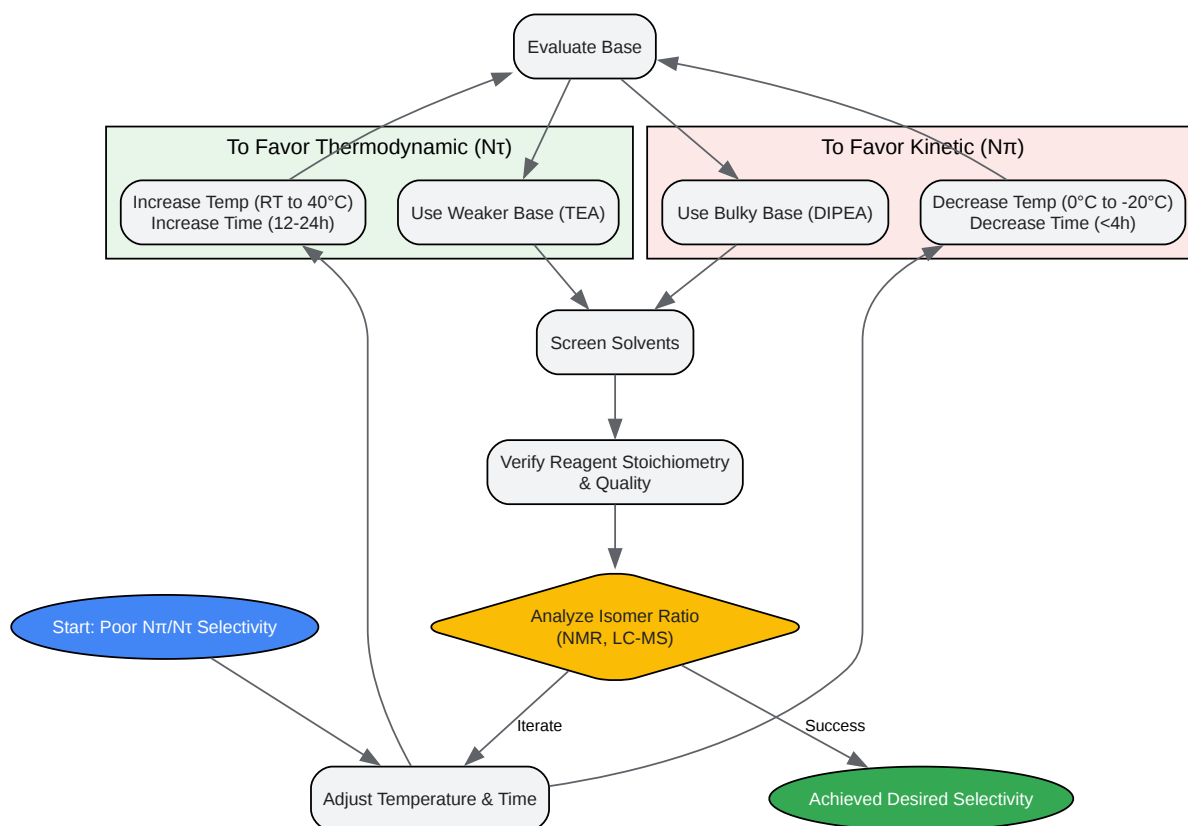 Evaluate Base
To Favor Thermodynamic (Nτ)
To Favor Kinetic (Nπ)
Increase Temp (RT to 40°C)
Increase Time (12-24h)
Use Weaker Base (TEA)
Use Bulky Base (DIPEA)
Decrease Temp (0°C to -20°C)
Decrease Time (<4h)
Screen Solvents
Verify Reagent Stoichiometry
& Quality
Start: Poor Nπ/Nτ Selectivity
Analyze Isomer Ratio
(NMR, LC-MS)
Iterate
Success
Adjust Temperature & Time
Achieved Desired Selectivity